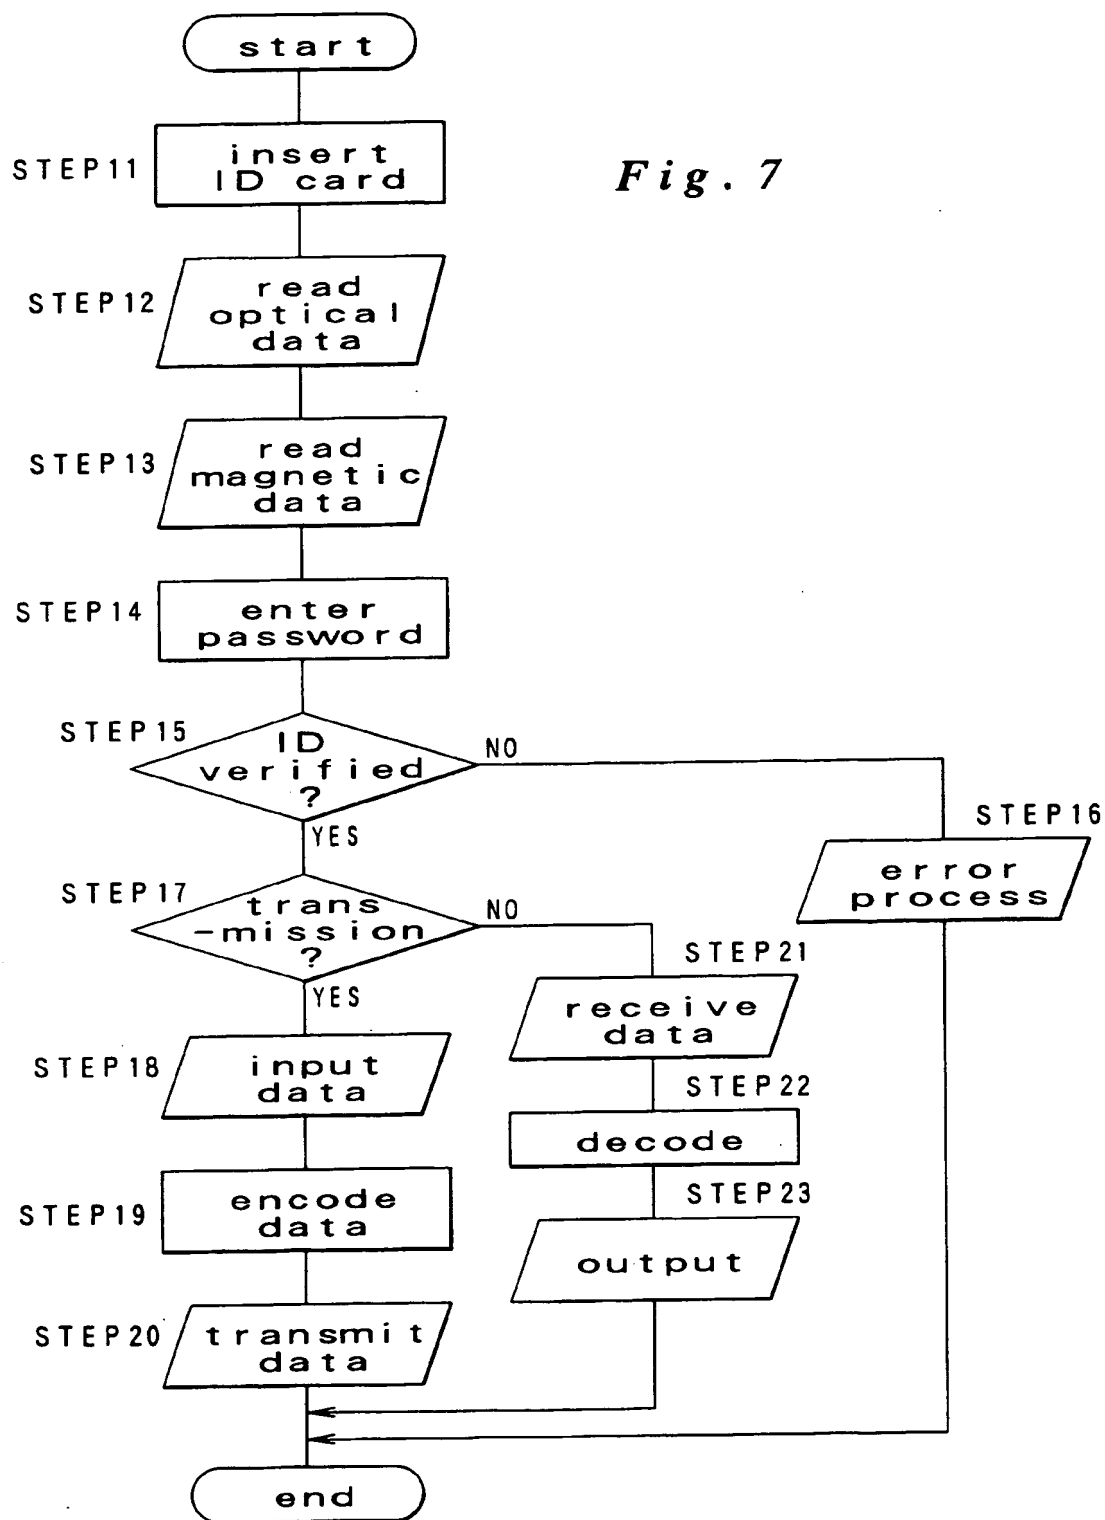 start
STEP11
insert
ID card
Fig. 7
STEP12
read
optical
data
STEP13
read
magnetic
data
STEP14
enter
password
STEP15
ID
verified
?
NO
YES
STEP16
error
process
STEP17
trans
-mission
?
NO
YES
STEP21
receive
data
STEP18
input
data
STEP22
decode
STEP19
encode
data
STEP23
output
STEP20
transmit
data
end